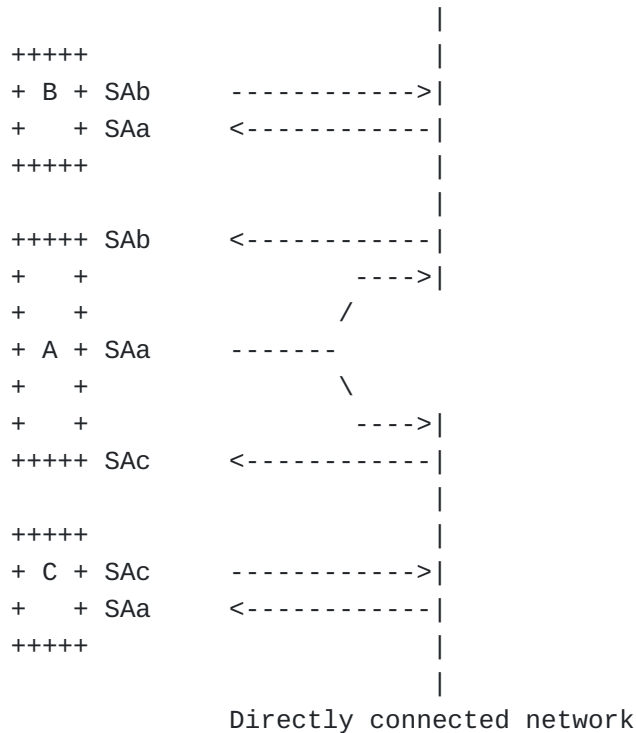 |
+++++                  |
+ B + SAb  ----------->|
+   + SAa  <-----------|
+++++                  |
                       |
+++++ SAb  <-----------|
+   +             ---->|
+   +            /
+ A + SAa  -------
+   +            \
+   +             ---->|
+++++ SAc  <-----------|
                       |
+++++                  |
+ C + SAc  ----------->|
+   + SAa  <-----------|
+++++                  |
                       |
Directly connected network